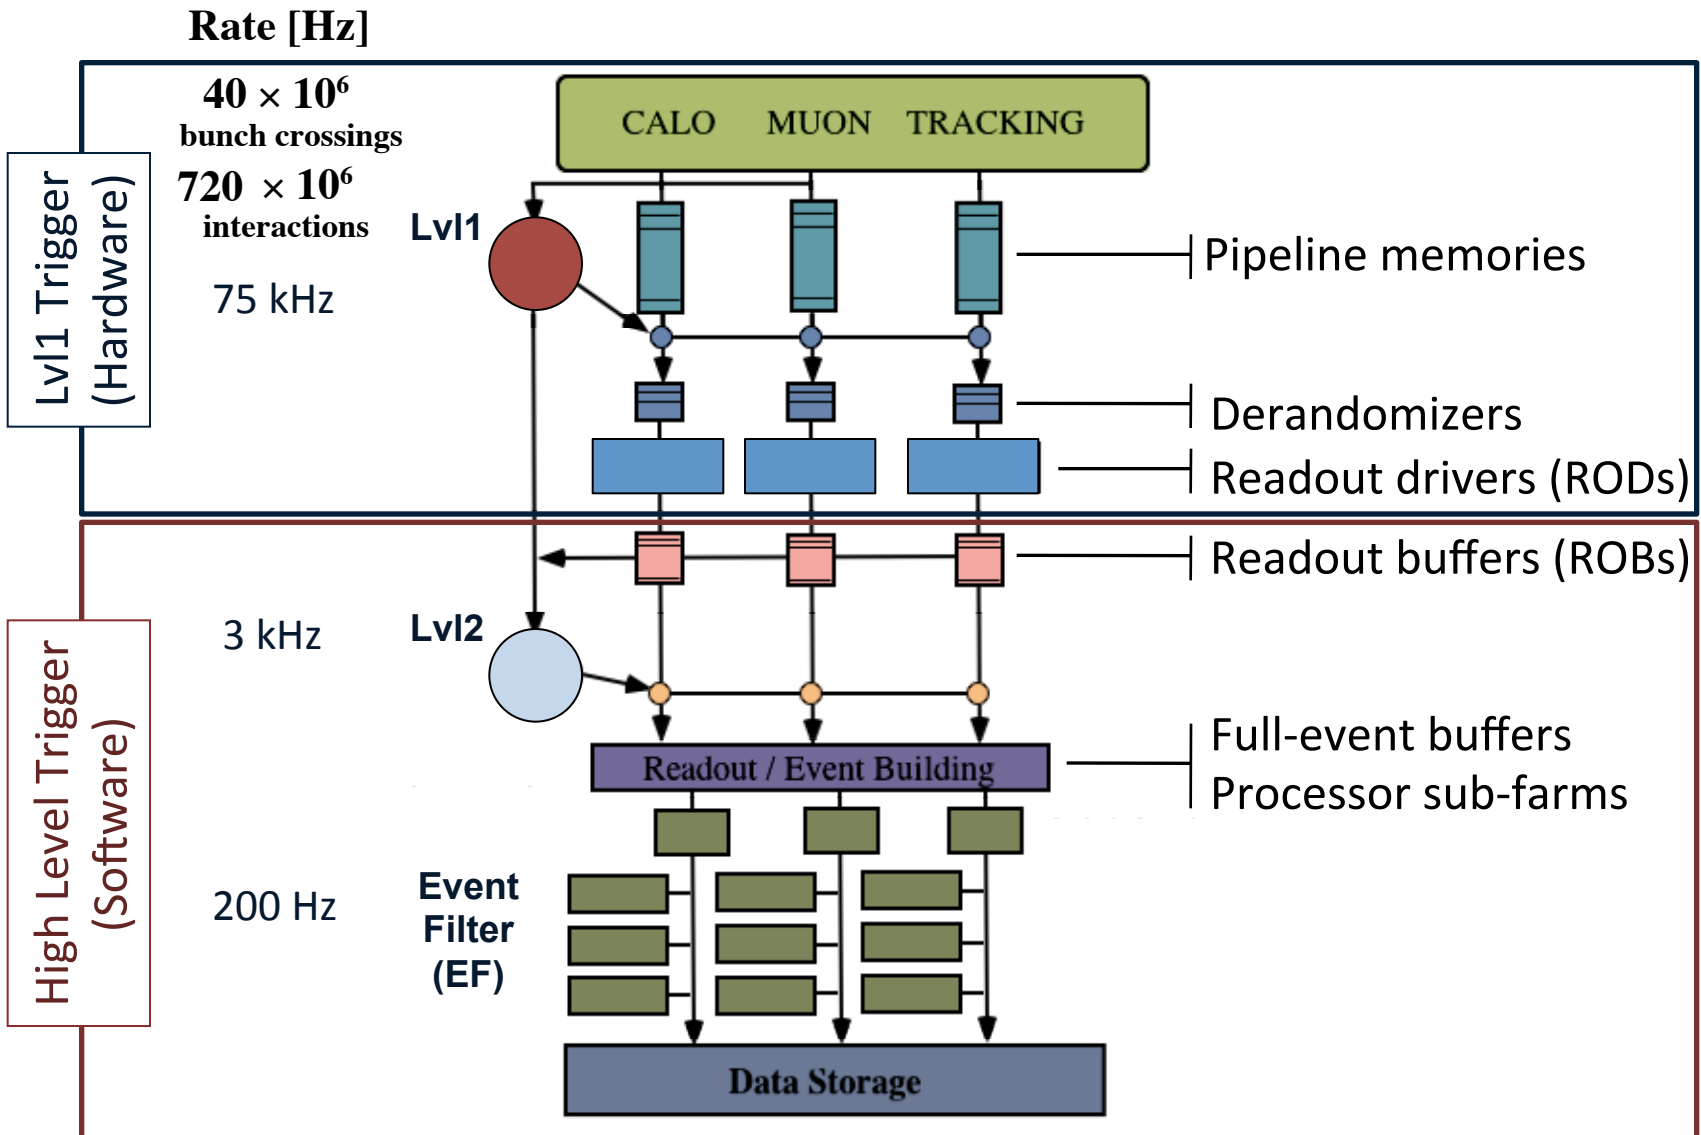 Rate [Hz]
40 × 10⁶
bunch crossings
720 × 10⁶
interactions
CALO MUON TRACKING
Lvl1 Trigger
(Hardware)
Lvl1
75 kHz
Pipeline memories
Derandomizers
Readout drivers (RODs)
Readout buffers (ROBs)
High Level Trigger
(Software)
3 kHz
Lvl2
Readout / Event Building
Full-event buffers
Processor sub-farms
200 Hz
Event
Filter
(EF)
Data Storage